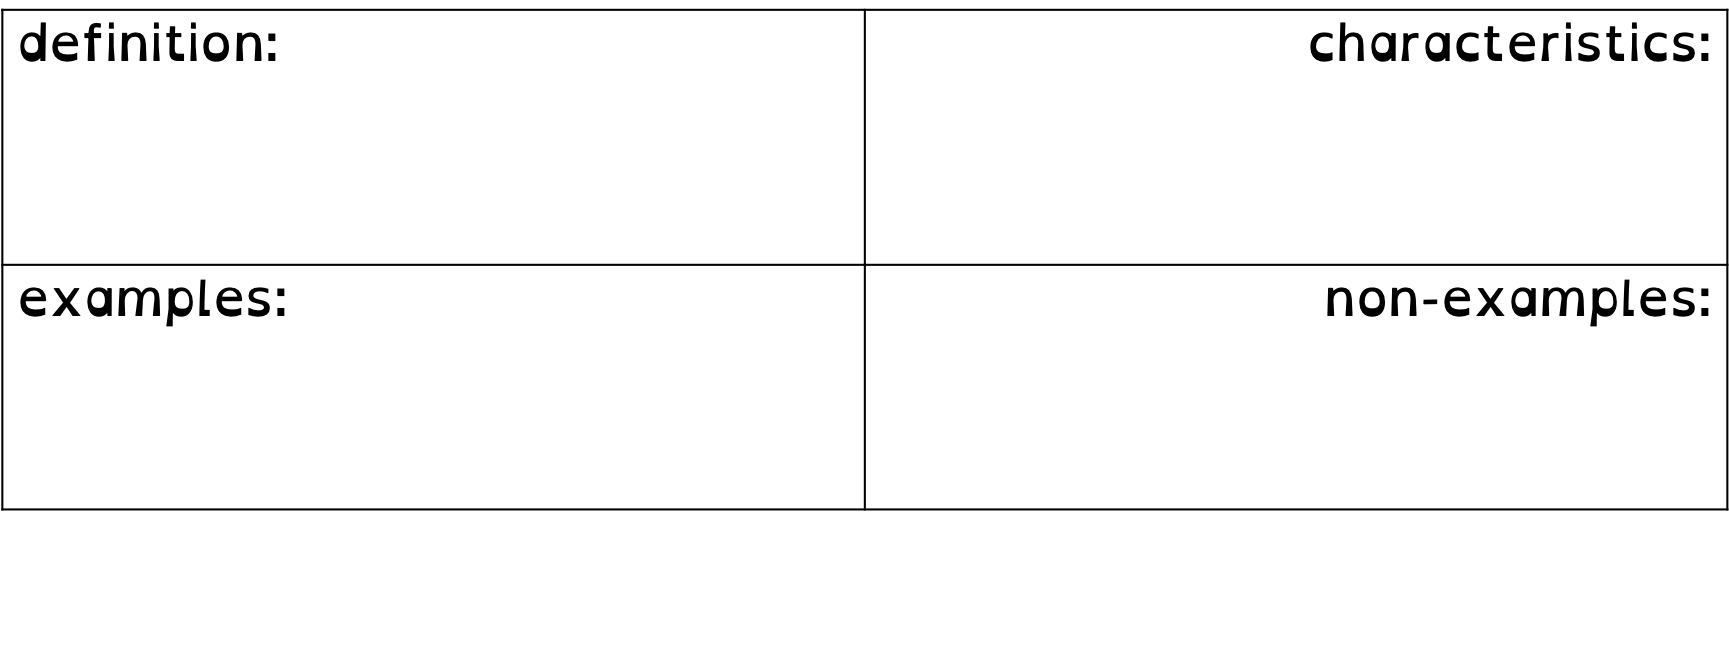 definition:
characteristics:
examples:
non-examples: